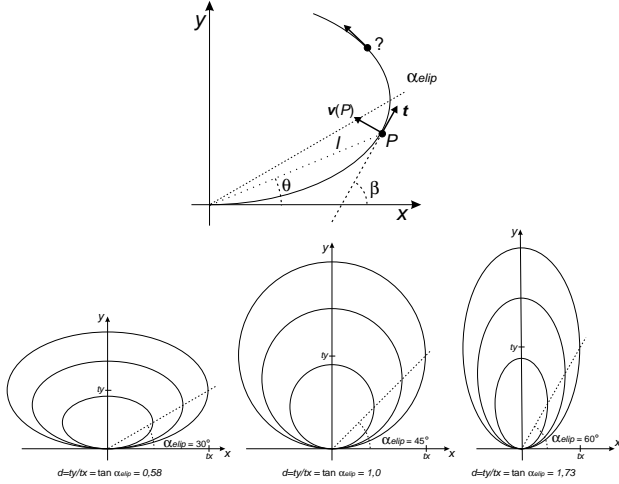 y
?
αelip
v(P)
t
P
l
θ
β
x
y
ty
αelip = 30°
tx
x
d=ty/tx = tan αelip = 0,58
y
ty
αelip = 45°
tx
x
d=ty/tx = tan αelip = 1,0
y
ty
αelip = 60°
tx
x
d=ty/tx = tan αelip = 1,73